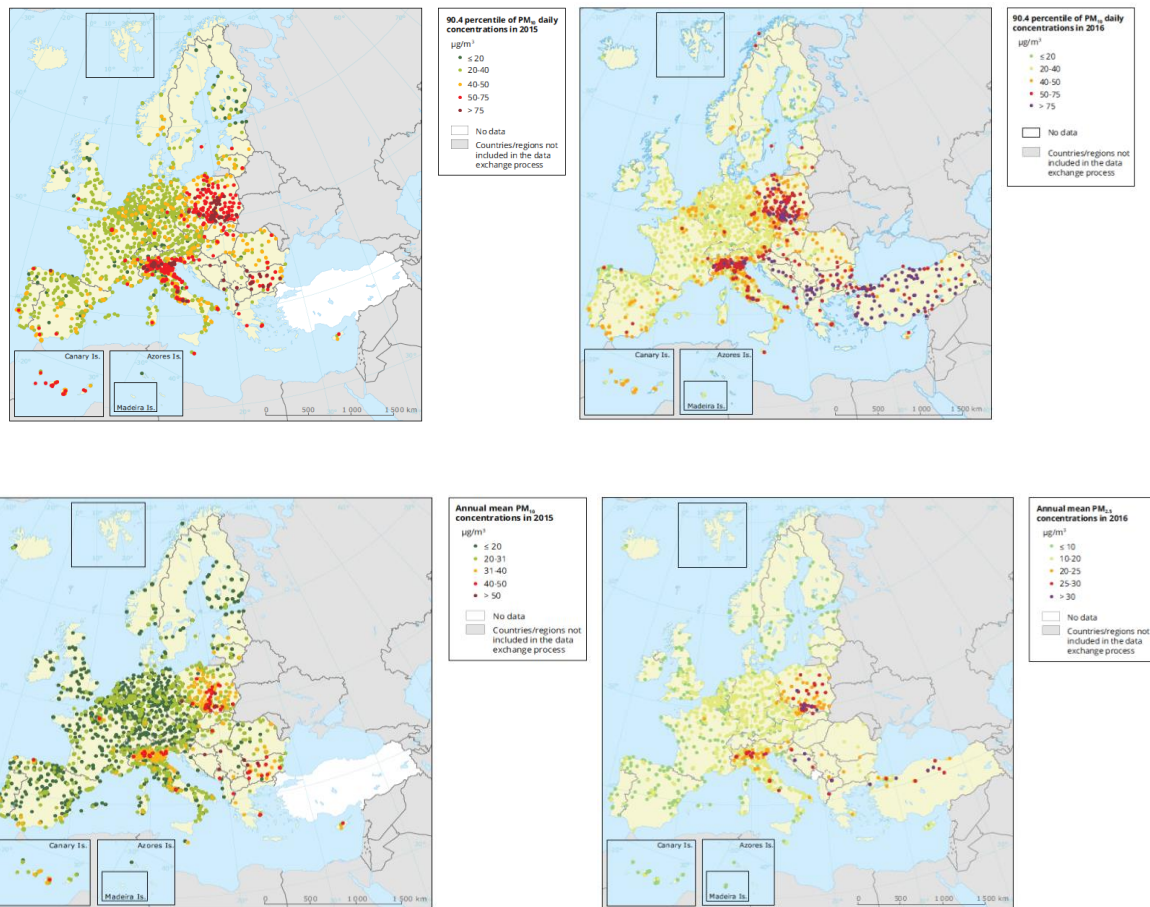 90.4 percentile of PM₁₀ daily
concentrations in 2015
μg/m³
≤ 20
20-40
40-50
50-75
> 75
No data
Countries/regions not
included in the data
exchange process
Canary Is.
Azores Is.
Madeira Is.
0 500 1 000 1 500 km
90.4 percentile of PM₁₀ daily
concentrations in 2016
μg/m³
≤ 20
20-40
40-50
50-75
> 75
No data
Countries/regions not
included in the data
exchange process
Canary Is.
Azores Is.
Madeira Is.
0 500 1 000 1 500 km
Annual mean PM₁₀
concentrations in 2015
μg/m³
≤ 20
20-31
31-40
40-50
> 50
No data
Countries/regions not
included in the data
exchange process
Canary Is.
Azores Is.
Madeira Is.
0 500 1 000 1 500 km
Annual mean PM₂.₅
concentrations in 2016
μg/m³
≤ 10
10-20
20-25
25-30
> 30
No data
Countries/regions not
included in the data
exchange process
Canary Is.
Azores Is.
Madeira Is.
0 500 1 000 1 500 km